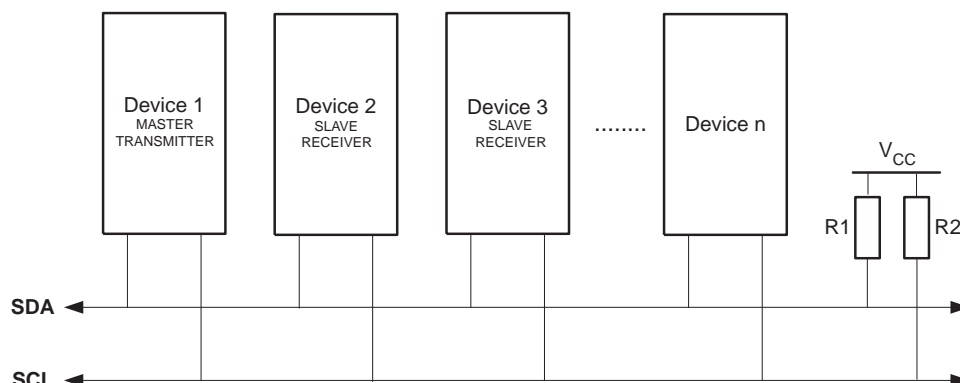 Device 1
MASTER
TRANSMITTER
Device 2
SLAVE
RECEIVER
Device 3
SLAVE
RECEIVER
........
Device n
VCC
R1
R2
SDA
SCL